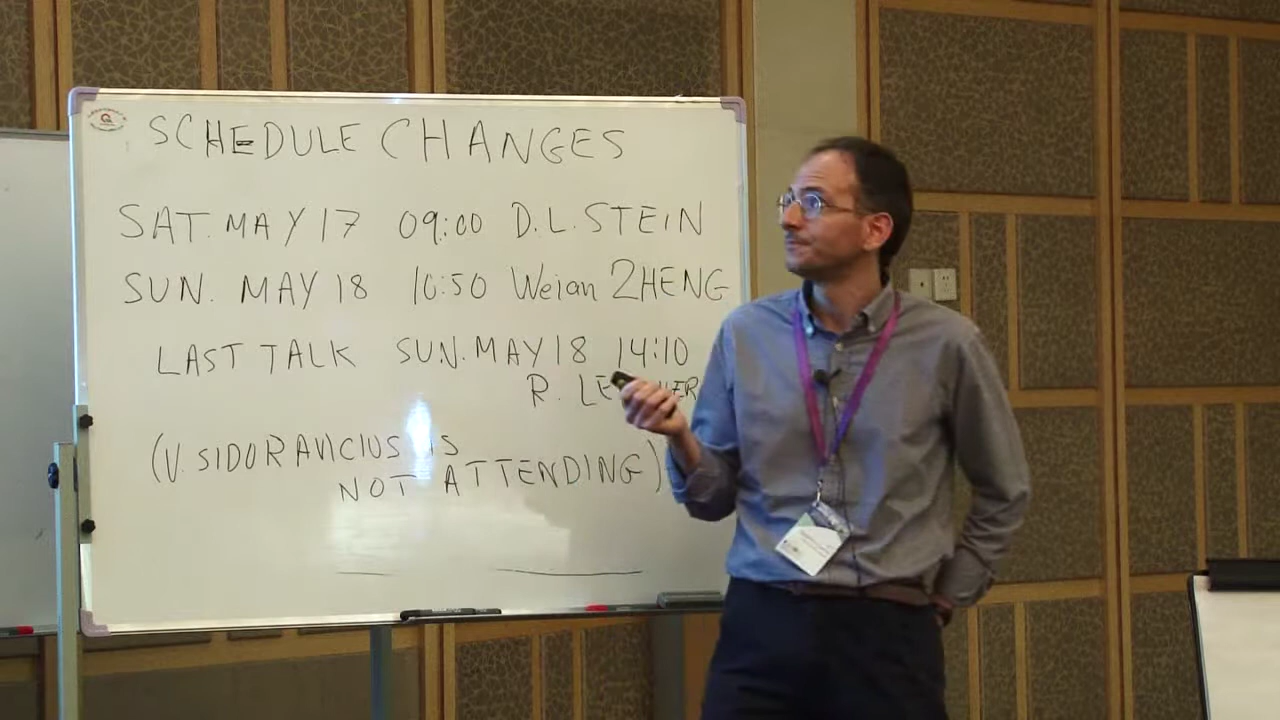 SCHEDULE CHANGES
SAT. MAY 17 09:00 D.L. STEIN
SUN. MAY 18 10:50 Weian ZHENG
LAST TALK SUN. MAY 18 14:10
R.
(V. SIDORAVICIUS IS
NOT ATTENDING)